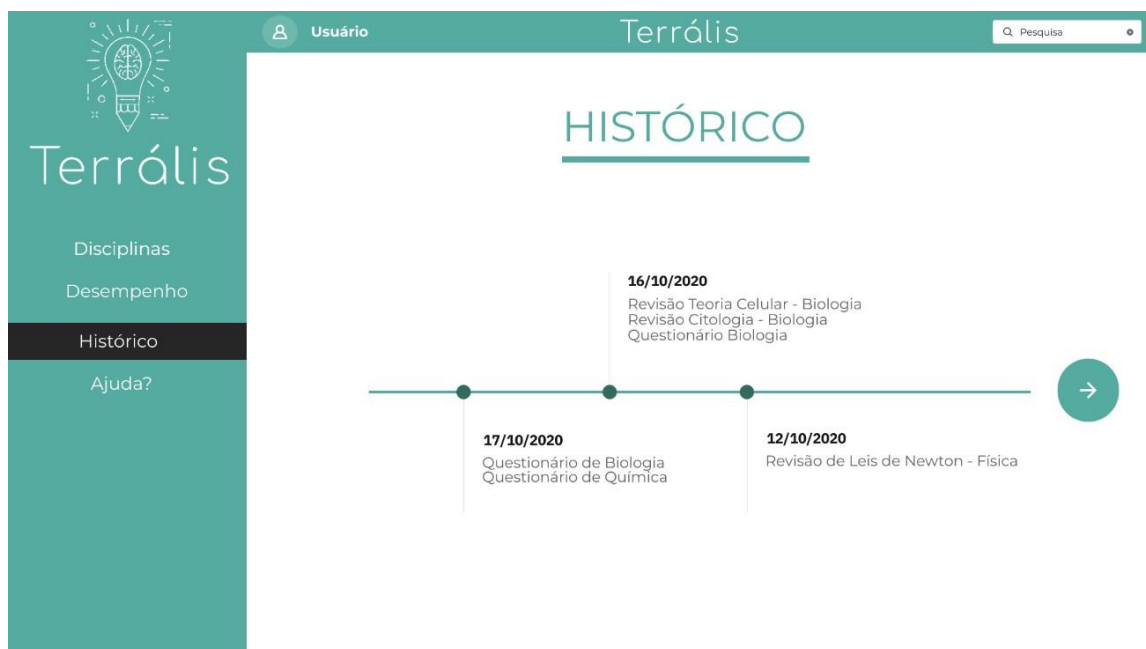 Terrális
Disciplinas
Desempenho
Histórico
Ajuda?
Usuário
Terrális
Pesquisa
HISTÓRICO
16/10/2020
Revisão Teoria Celular - Biologia
Revisão Citologia - Biologia
Questionário Biologia
17/10/2020
Questionário de Biologia
Questionário de Química
12/10/2020
Revisão de Leis de Newton - Física